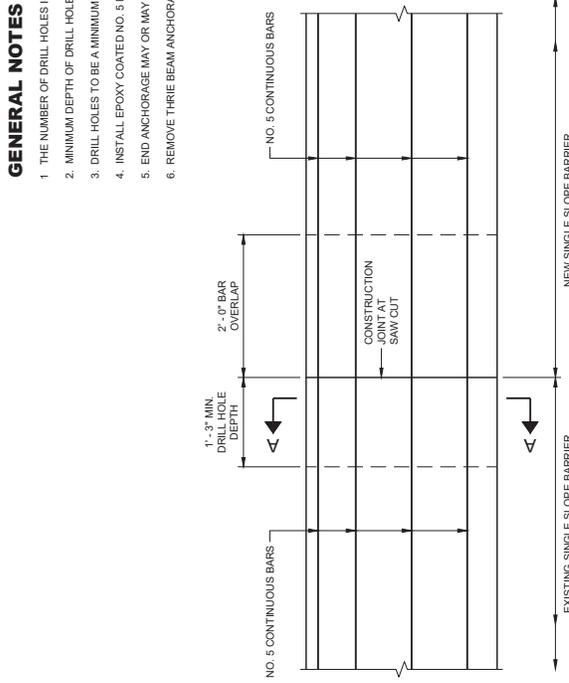 GENERAL NOTES
1 THE NUMBER OF DRILL HOLES
2. MINIMUM DEPTH OF DRILL HOLE
3. DRILL HOLES TO BE A MINIMUM
4. INSTALL EPOXY COATED NO. 5
5. END ANCHORAGE MAY OR MAY
6. REMOVE THRIE BEAM
NO. 5 CONTINUOUS BARS
2' - 0" BAR
OVERLAP
CONSTRUCTION
JOINT AT
SAW CUT
1' - 3" MIN.
DRILL HOLE
DEPTH
A
A
NO. 5 CONTINUOUS BARS
NEW SINGLE SLOPE BARRIER
EXISTING SINGLE SLOPE BARRIER